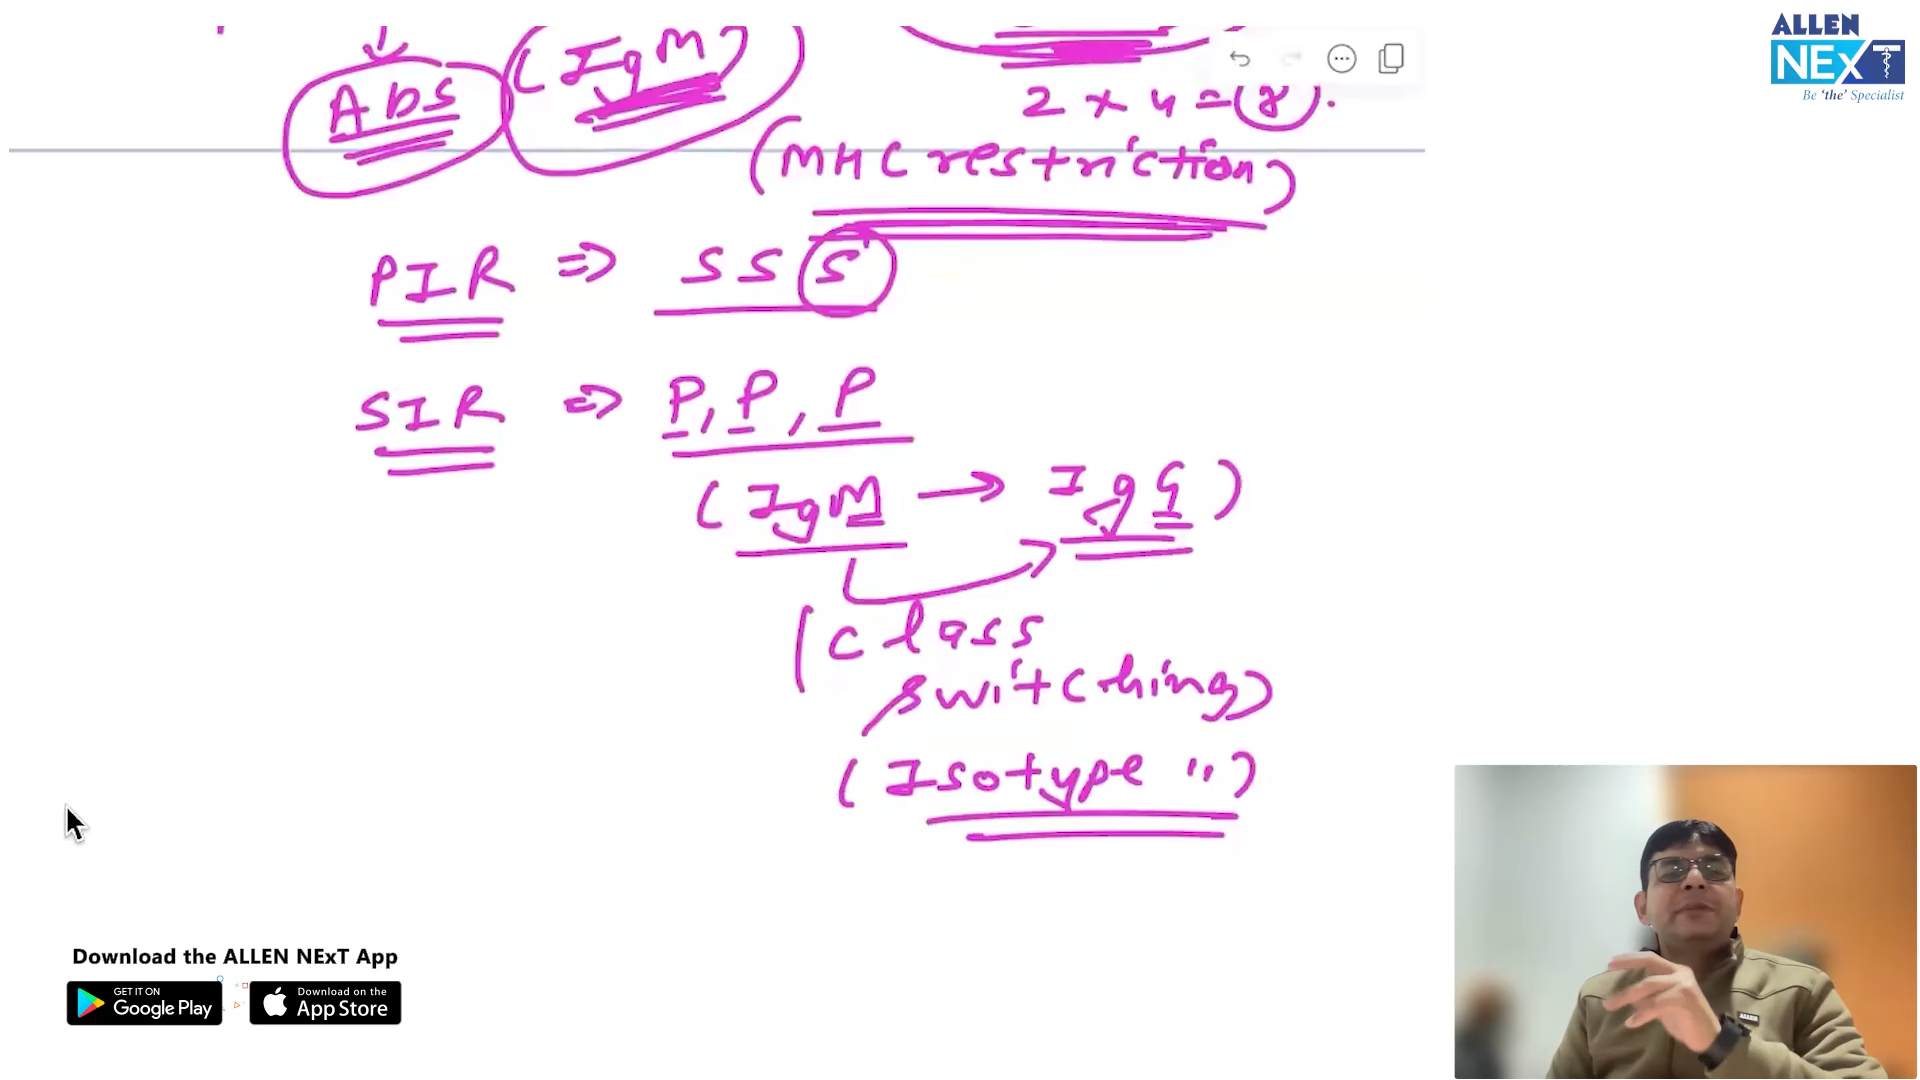 (IgM)
Abs
2 x 4 = 8.
(MHC restriction)
PIR ⇒ S S S
SIR ⇒ P, P, P
(IgM → IgG)
(class
switching)
(Isotype ")
ALLEN
NExT
Be 'the' Specialist
Download the ALLEN NExT App
GET IT ON
Google Play
Download on the
App Store